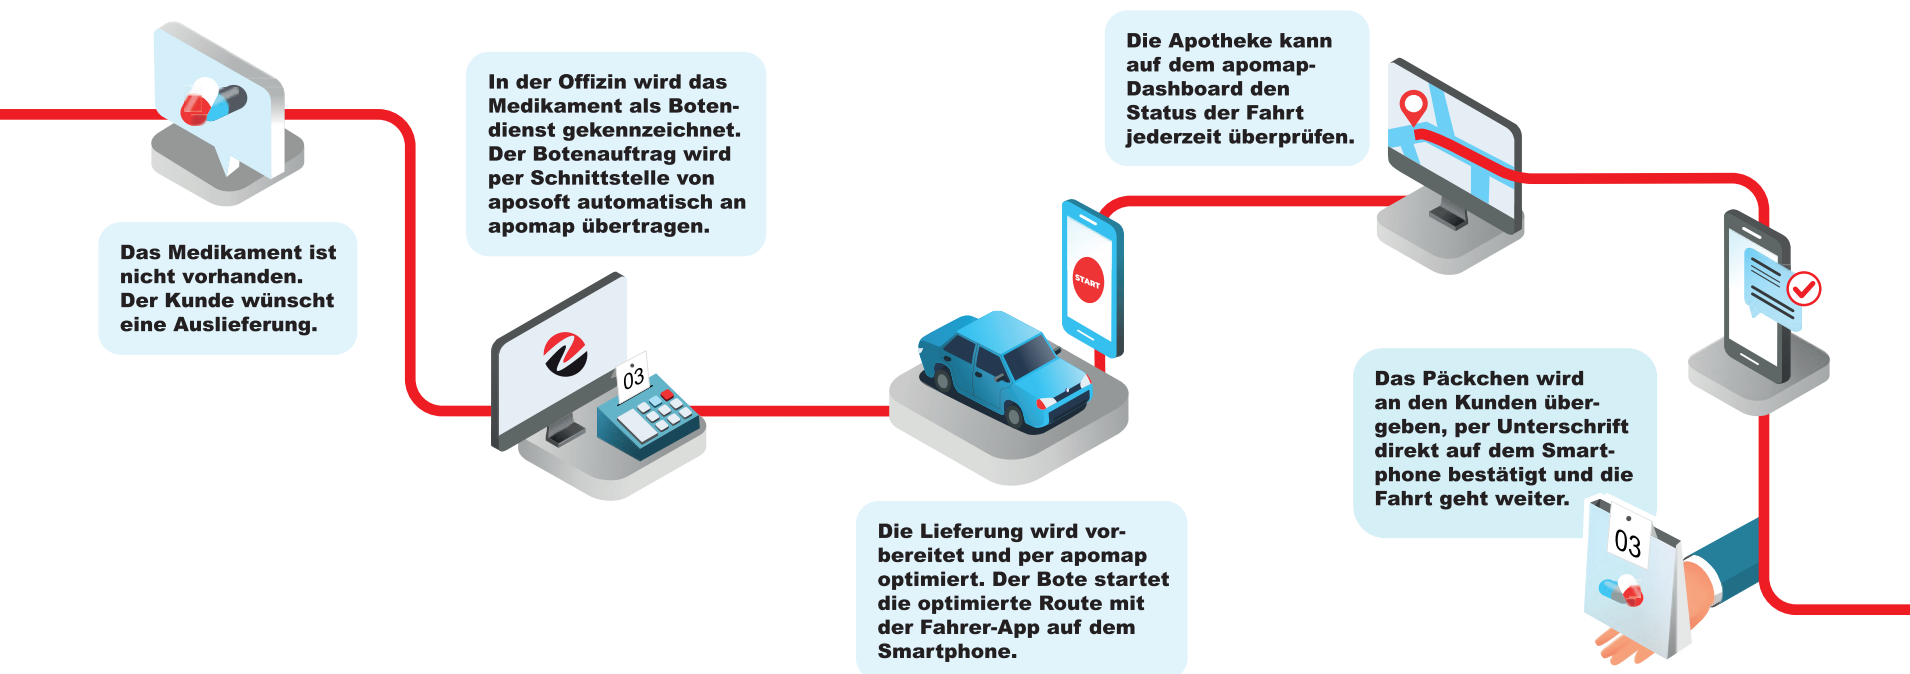 Das Medikament ist
nicht vorhanden.
Der Kunde wünscht
eine Auslieferung.
In der Offizin wird das
Medikament als Boten-
dienst gekennzeichnet.
Der Botenauftrag wird
per Schnittstelle von
aposoft automatisch an
apomap übertragen.
03
Die Lieferung wird vor-
bereitet und per apomap
optimiert. Der Bote startet
die optimierte Route mit
der Fahrer-App auf dem
Smartphone.
START
Die Apotheke kann
auf dem apomap-
Dashboard den
Status der Fahrt
jederzeit überprüfen.
Das Päckchen wird
an den Kunden über-
geben, per Unterschrift
direkt auf dem Smart-
phone bestätigt und die
Fahrt geht weiter.
03